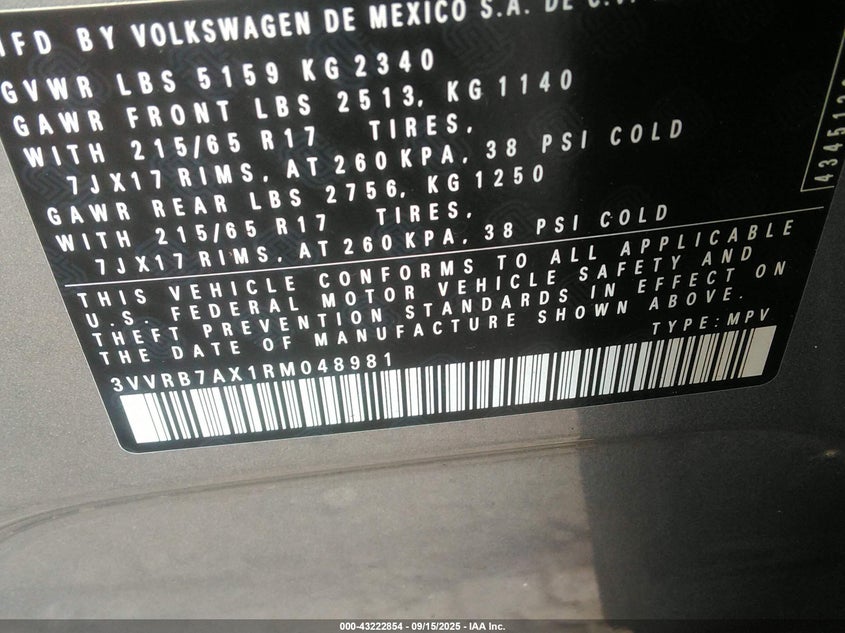 MFD BY VOLKSWAGEN DE MEXICO S.A. DE C.V.
GVWR LBS 5159 KG 2340
GAWR FRONT LBS 2513, KG 1140
WITH 215/65 R17 TIRES,
7JX17 RIMS, AT 260 KPA, 38 PSI COLD
GAWR REAR LBS 2756, KG 1250
WITH 215/65 R17 TIRES,
7JX17 RIMS, AT 260 KPA, 38 PSI COLD
THIS VEHICLE CONFORMS TO ALL APPLICABLE
U.S. FEDERAL MOTOR VEHICLE SAFETY AND
THEFT PREVENTION STANDARDS IN EFFECT ON
THE DATE OF MANUFACTURE SHOWN ABOVE.
TYPE: MPV
3VVRB7AX1RM048981
000-43222854 - 09/15/2025 - IAA Inc.